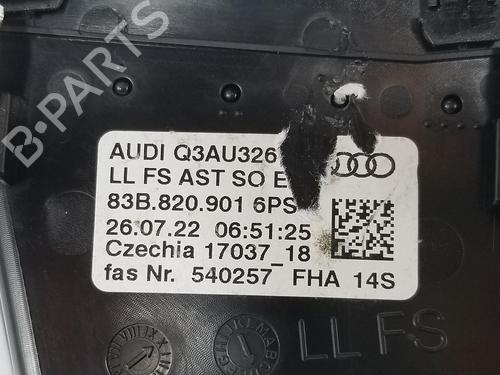 B-PARTS
AUDI Q3AU326
LL FS AST SO E
83B.820.901 6PS
26.07.22 06:51:25
Czechia 17037_18
fas Nr. 540257 FHA 14S
LL FS